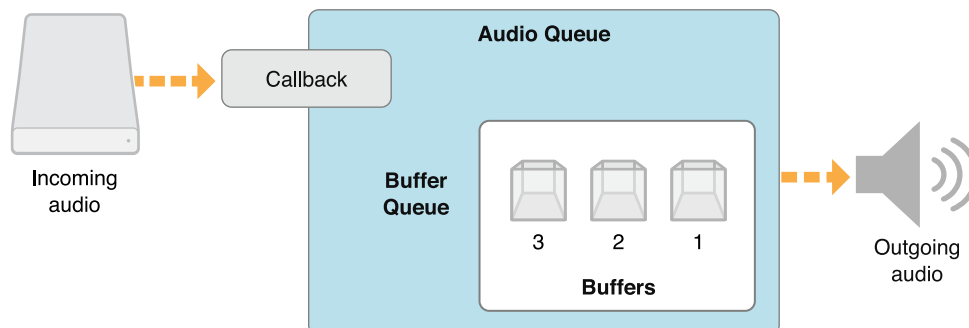 Audio Queue
Callback
Incoming
audio
Buffer
Queue
3 2 1
Buffers
Outgoing
audio